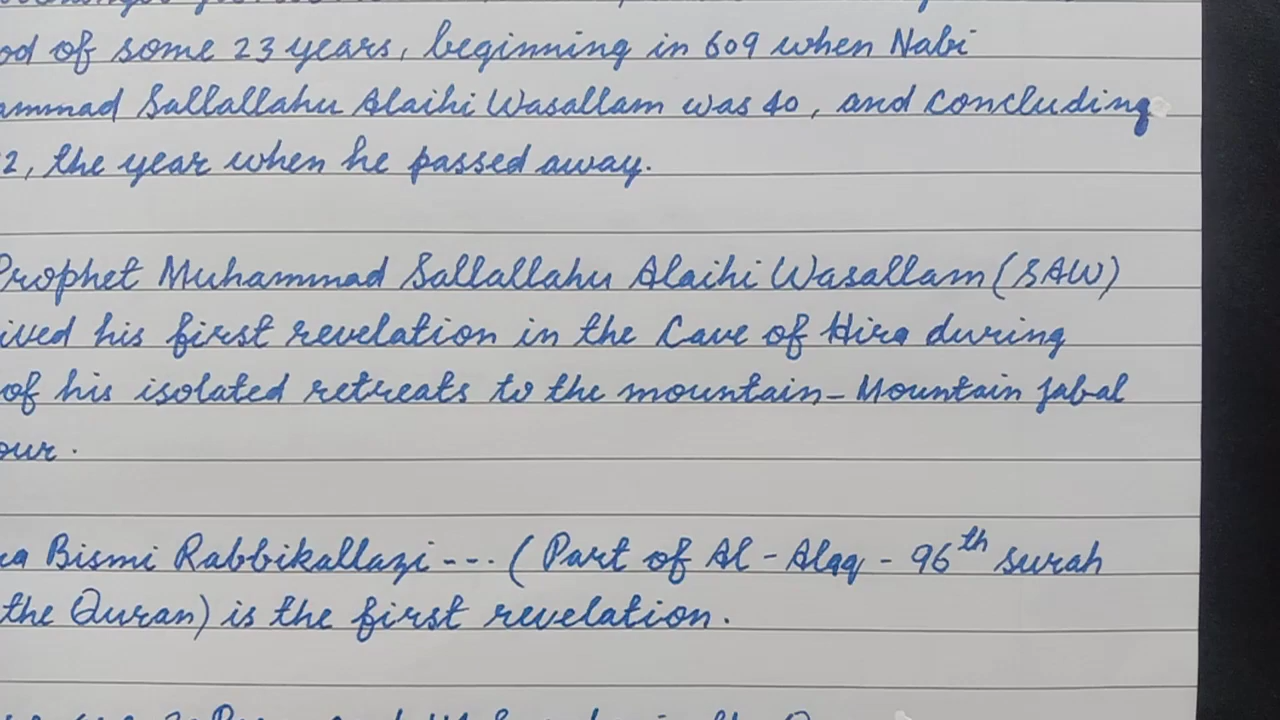 od of some 23 years, beginning in 609 when Nabi
ammad Sallallahu Alaihi Wasallam was 40, and concluding
2, the year when he passed away.
Prophet Muhammad Sallallahu Alaihi Wasallam (SAW)
ived his first revelation in the Cave of Hira during
of his isolated retreats to the mountain - Mountain Jabal
our.
ra Bismi Rabbikallazi --- (Part of Al - Alaq - 96th surah
the Quran) is the first revelation.